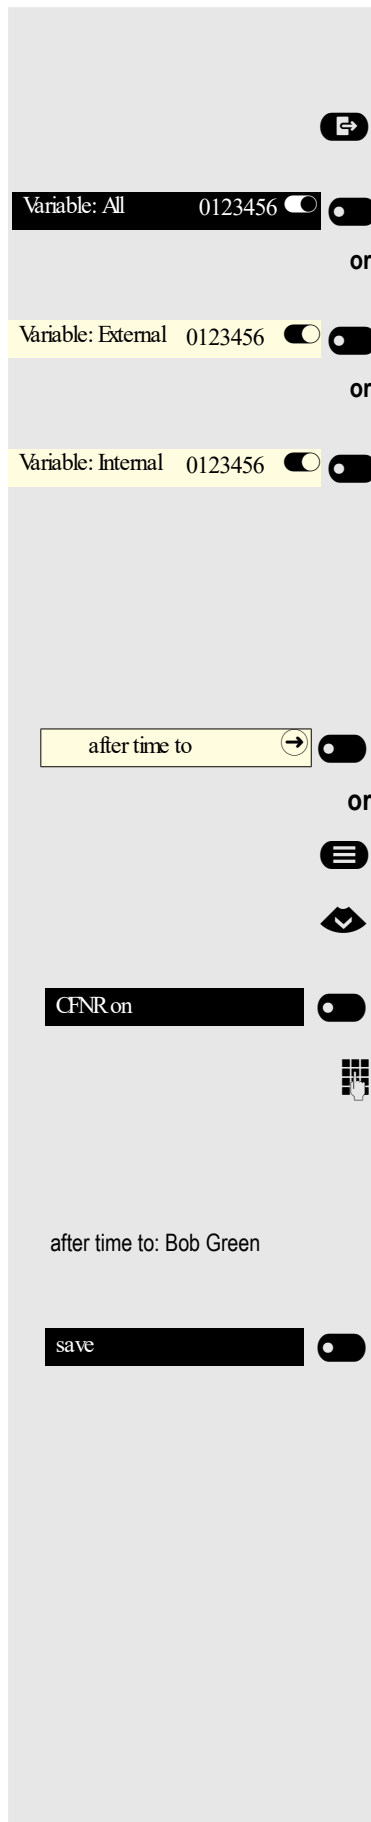 Variable: All 0123456
or
Variable: External 0123456
or
Variable: Internal 0123456
after time to
or
CFNR on
after time to: Bob Green
save